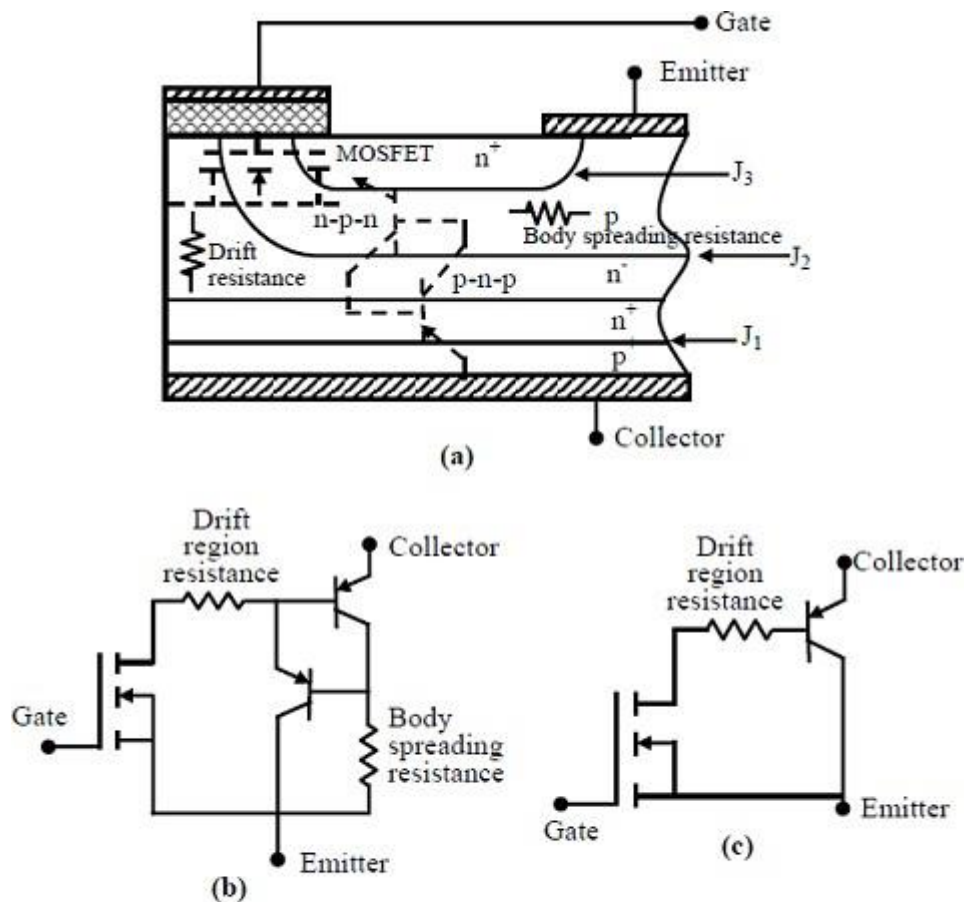 Gate
Emitter
MOSFET
n+
J3
n-p-n
p
Body spreading resistance
Drift
resistance
J2
n-
p-n-p
n+
J1
p+
Collector
(a)
Drift
region
resistance
Collector
Gate
Body
spreading
resistance
Emitter
(b)
Drift
region
resistance
Collector
Gate
Emitter
(c)